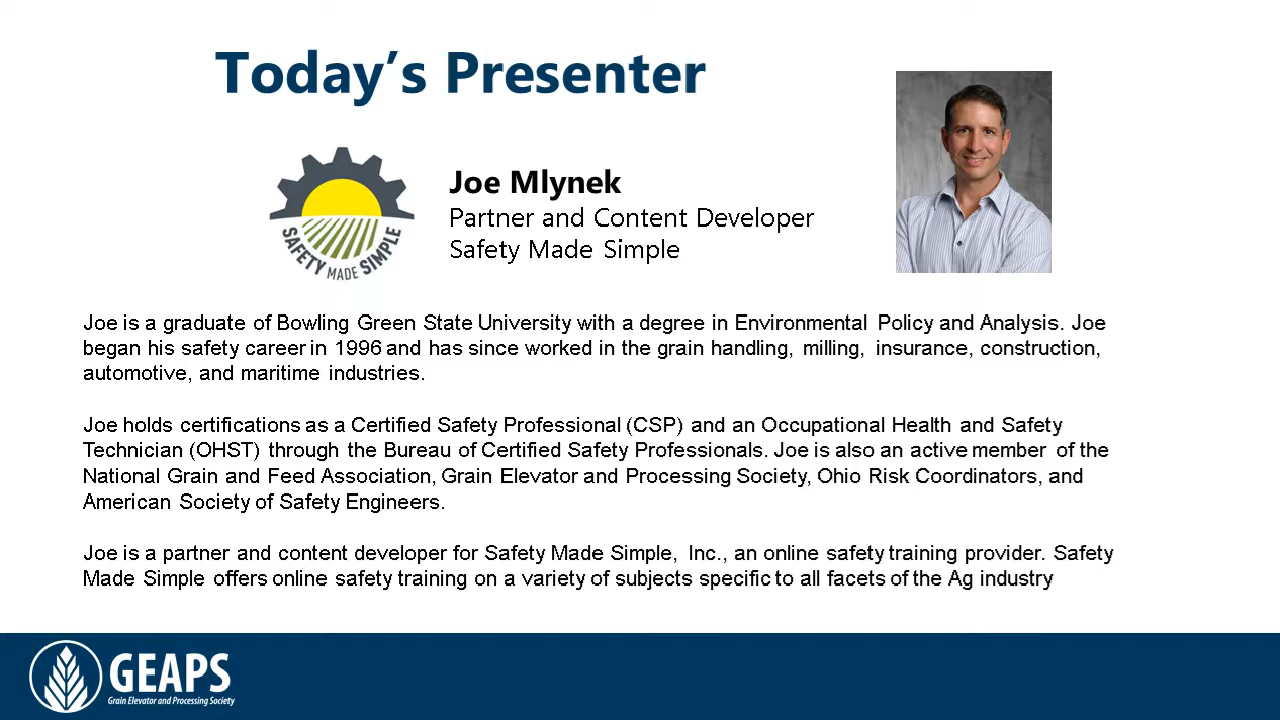 Today’s Presenter
SAFETY MADE SIMPLE
Joe Mlynek
Partner and Content Developer
Safety Made Simple
Joe is a graduate of Bowling Green State University with a degree in Environmental Policy and Analysis. Joe
began his safety career in 1996 and has since worked in the grain handling, milling, insurance, construction,
automotive, and maritime industries.
Joe holds certifications as a Certified Safety Professional (CSP) and an Occupational Health and Safety
Technician (OHST) through the Bureau of Certified Safety Professionals. Joe is also an active member of the
National Grain and Feed Association, Grain Elevator and Processing Society, Ohio Risk Coordinators, and
American Society of Safety Engineers.
Joe is a partner and content developer for Safety Made Simple, Inc., an online safety training provider. Safety
Made Simple offers online safety training on a variety of subjects specific to all facets of the Ag industry
GEAPS
Grain Elevator and Processing Society